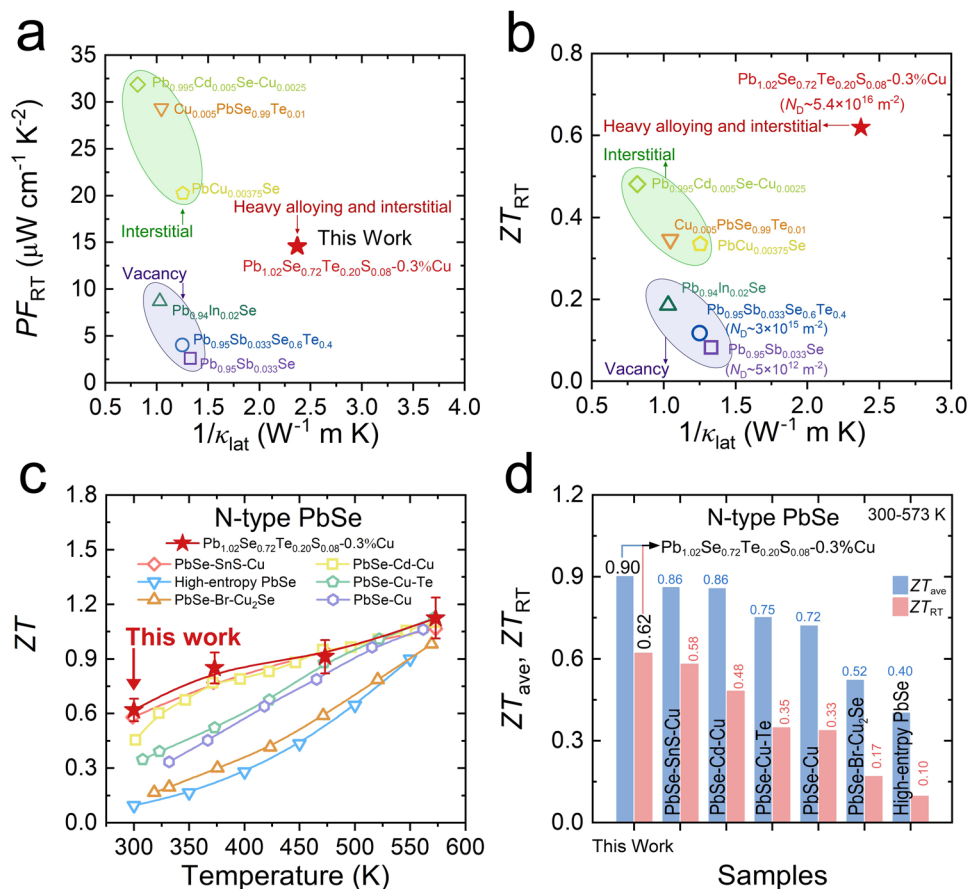 a
35
30
25
20
15
10
5
0
PF_RT (μW cm⁻¹ K⁻²)
Pb0.995Cd0.005Se-Cu0.0025
Cu0.005PbSe0.99Te0.01
PbCu0.00375Se
Interstitial
Heavy alloying and interstitial
This Work
Pb1.02Se0.72Te0.20S0.08-0.3%Cu
Vacancy
Pb0.94In0.02Se
Pb0.95Sb0.033Se0.6Te0.4
Pb0.95Sb0.033Se
0.5 1.0 1.5 2.0 2.5 3.0 3.5 4.0
1/κlat (W⁻¹ m K)
b
0.8
0.6
0.4
0.2
0.0
ZT_RT
Pb1.02Se0.72Te0.20S0.08-0.3%Cu
(N_D~5.4×10¹⁶ m⁻²)
Heavy alloying and interstitial
Interstitial
Pb0.995Cd0.005Se-Cu0.0025
Cu0.005PbSe0.99Te0.01
PbCu0.00375Se
Pb0.94In0.02Se
Pb0.95Sb0.033Se0.6Te0.4
(N_D~3×10¹⁵ m⁻²)
Pb0.95Sb0.033Se
(N_D~5×10¹² m⁻²)
Vacancy
0.5 1.0 1.5 2.0 2.5 3.0
1/κlat (W⁻¹ m K)
c
1.8
1.5
1.2
0.9
0.6
0.3
0.0
ZT
N-type PbSe
Pb1.02Se0.72Te0.20S0.08-0.3%Cu
PbSe-SnS-Cu
PbSe-Cd-Cu
High-entropy PbSe
PbSe-Cu-Te
PbSe-Br-Cu2Se
PbSe-Cu
This work
300 350 400 450 500 550 600
Temperature (K)
d
1.2
0.9
0.6
0.3
0.0
ZT_ave, ZT_RT
N-type PbSe
300-573 K
Pb1.02Se0.72Te0.20S0.08-0.3%Cu
ZT_ave
ZT_RT
0.90
0.62
0.86
0.58
0.86
0.48
0.75
0.35
0.72
0.33
0.52
0.17
0.40
0.10
PbSe-SnS-Cu
PbSe-Cd-Cu
PbSe-Cu-Te
PbSe-Cu
PbSe-Br-Cu2Se
High-entrpy PbSe
This Work
Samples